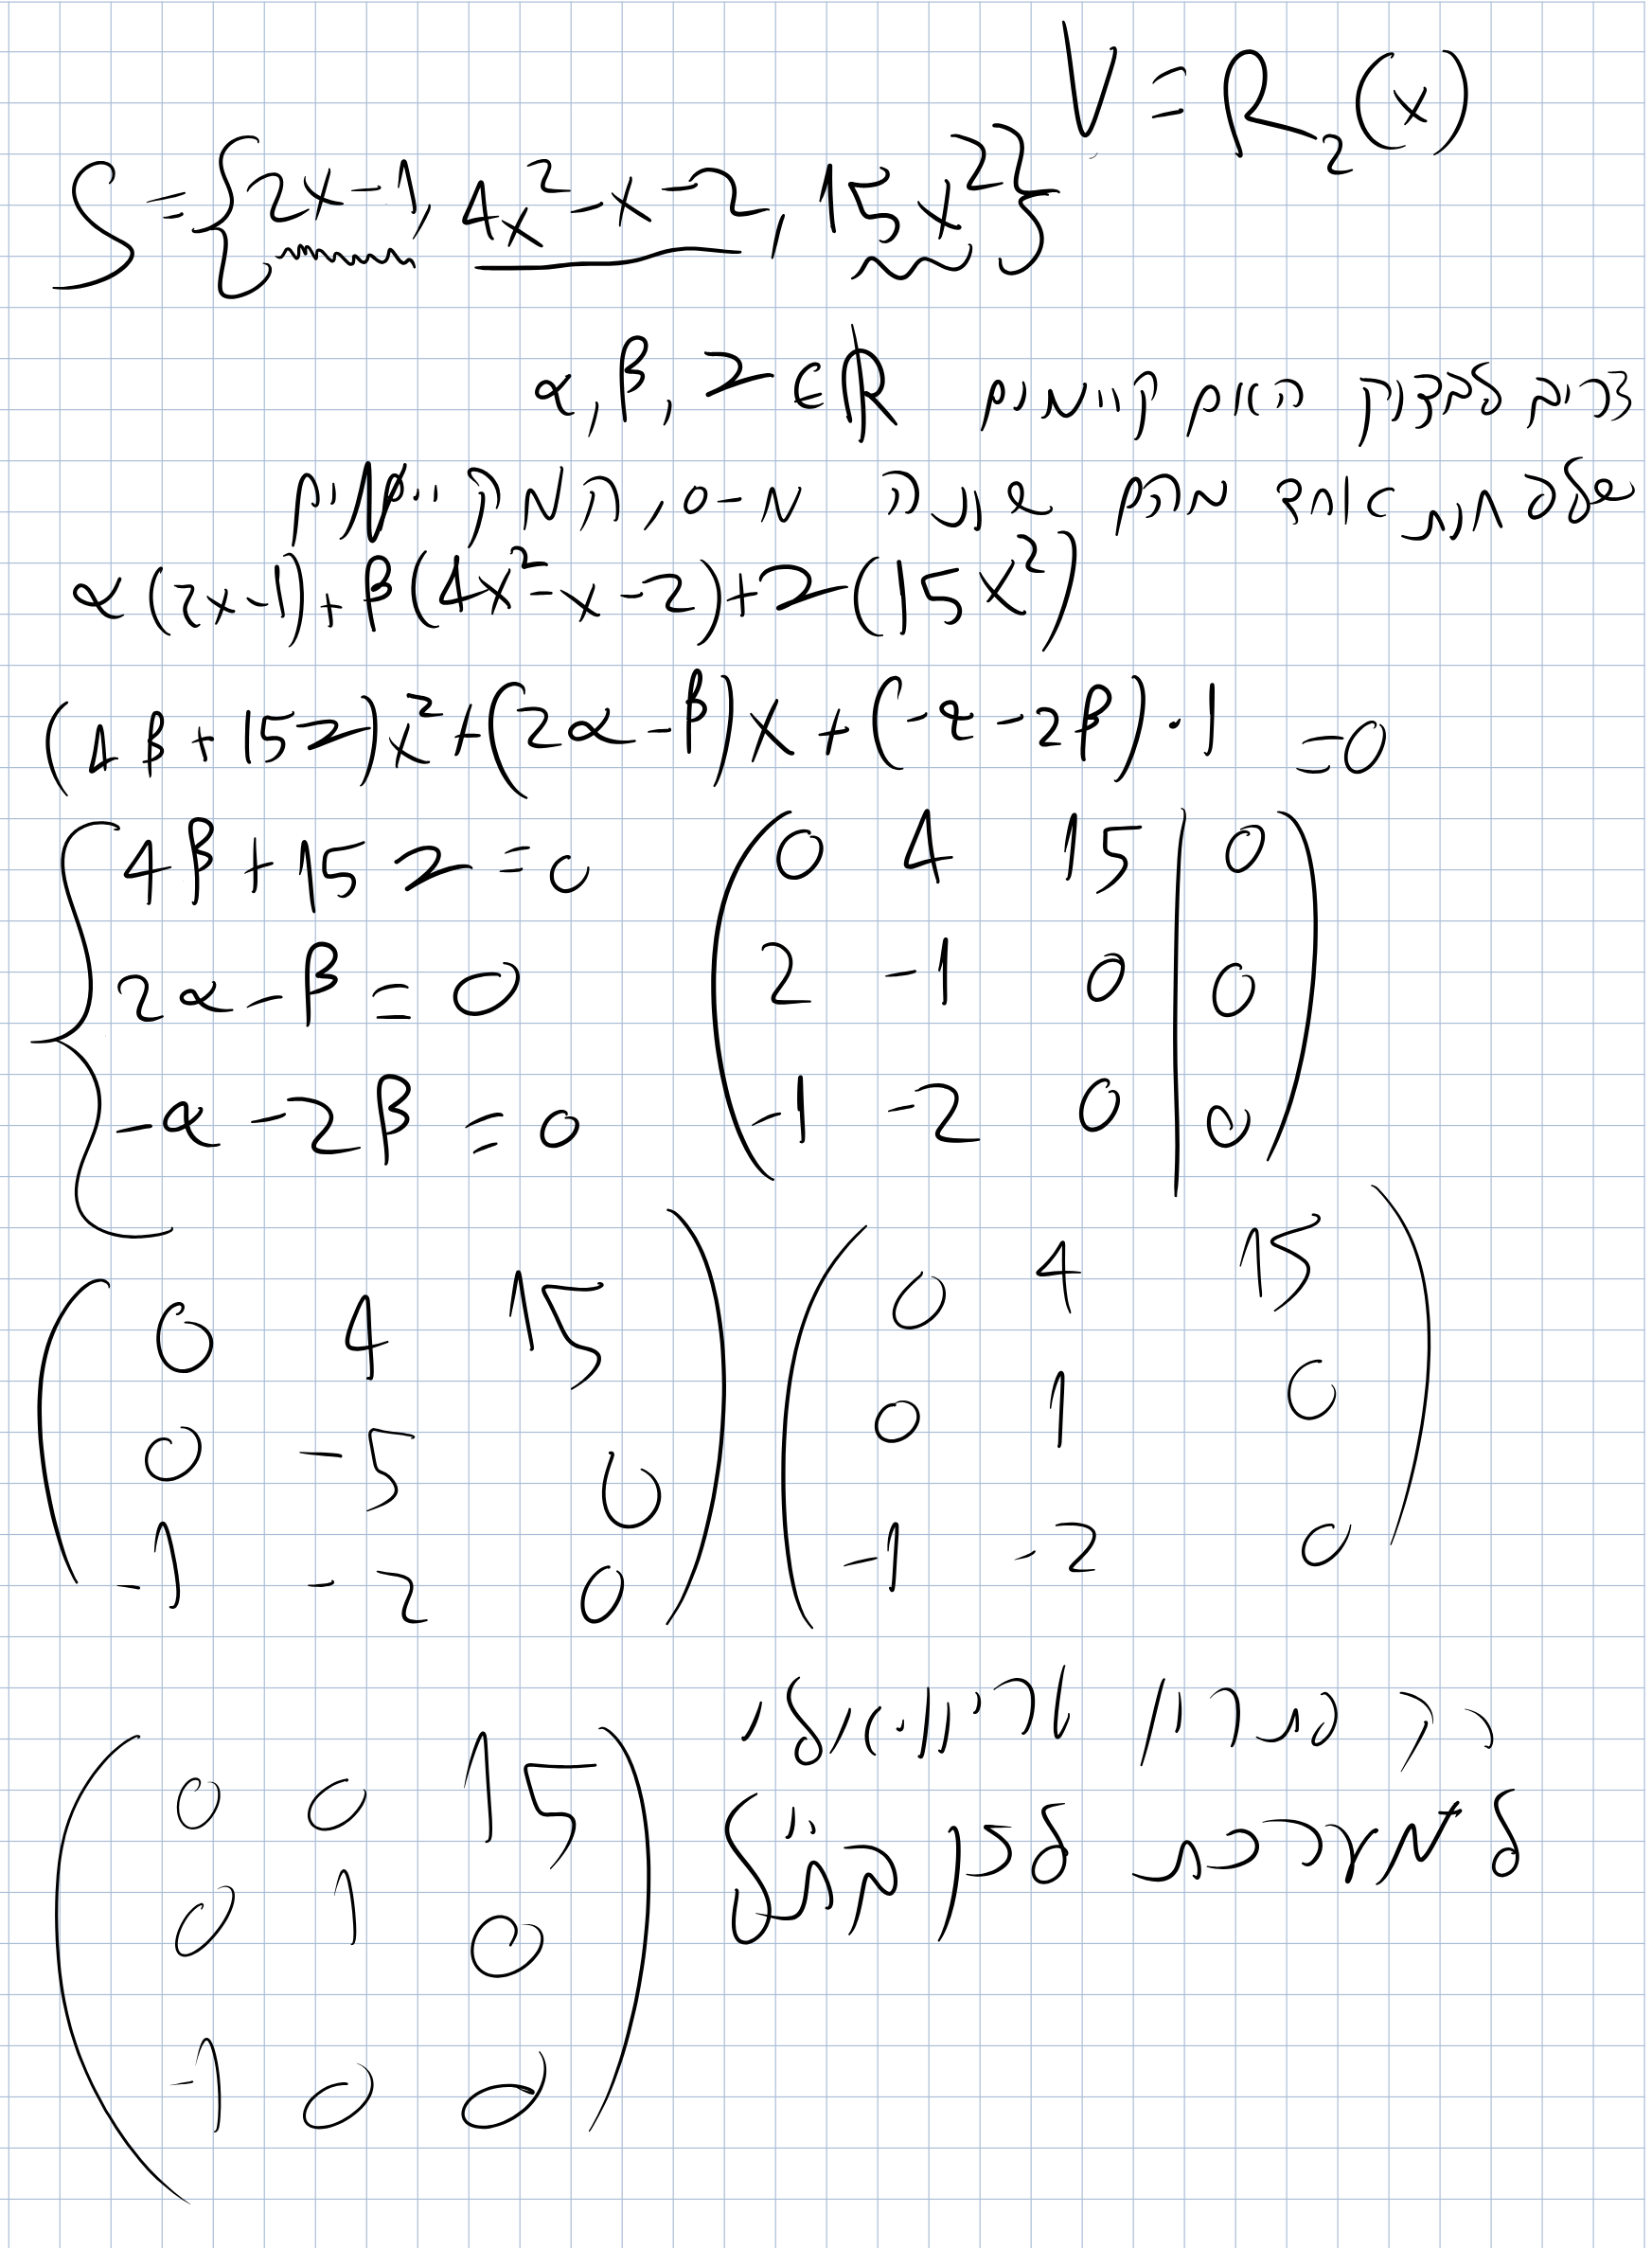 V = R₂(x)
S = {2x-1, 4x²-x-2, 15x²}
צריך לבדוק האם קיימים α, β, z ∈ ℝ
שלפחות אחד מהם שונה מ-0, המקיימים
α(2x-1) + β(4x²-x-2) + z(15x²)
(4β+15z)x² + (2α-β)x + (-α-2β)·1 = 0
4β+15z = 0
2α-β = 0
-α-2β = 0
0 4 15 | 0
2 -1 0 | 0
-1 -2 0 | 0
0 4 15
0 -5 0
-1 -2 0
0 4 15
0 1 0
-1 -2 0
רק פתרון טריוויאלי
למערכת לכן בת"ל
0 0 15
0 1 0
-1 0 0